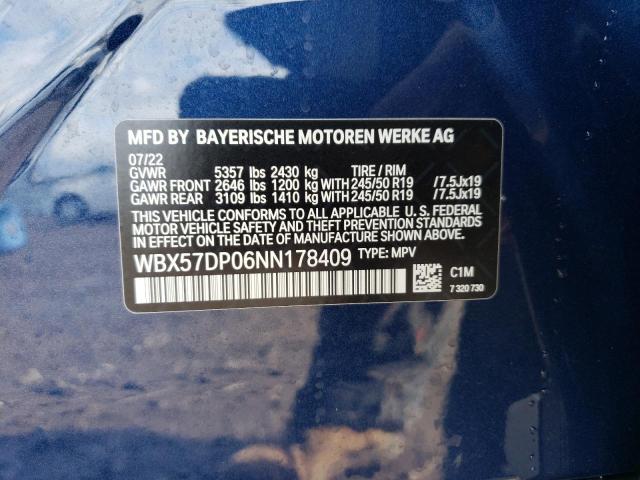 MFD BY BAYERISCHE MOTOREN WERKE AG
07/22
GVWR 5357 lbs 2430 kg TIRE / RIM
GAWR FRONT 2646 lbs 1200 kg WITH 245/50 R19 /7.5Jx19
GAWR REAR 3109 lbs 1410 kg WITH 245/50 R19 /7.5Jx19
THIS VEHICLE CONFORMS TO ALL APPLICABLE U.S. FEDERAL
MOTOR VEHICLE SAFETY AND THEFT PREVENTION STANDARDS
IN EFFECT ON THE DATE OF MANUFACTURE SHOWN ABOVE.
WBX57DP06NN178409 TYPE: MPV
C1M
7 320 730